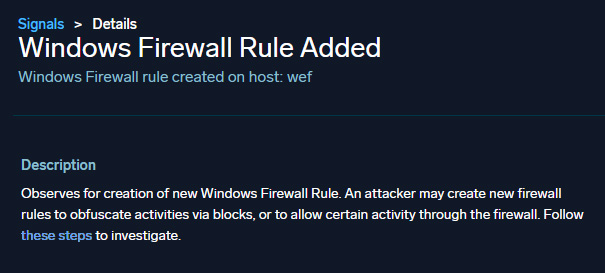 Signals > Details
Windows Firewall Rule Added
Windows Firewall rule created on host: wef
Description
Observes for creation of new Windows Firewall Rule. An attacker may create new firewall
rules to obfuscate activities via blocks, or to allow certain activity through the firewall. Follow
these steps to investigate.